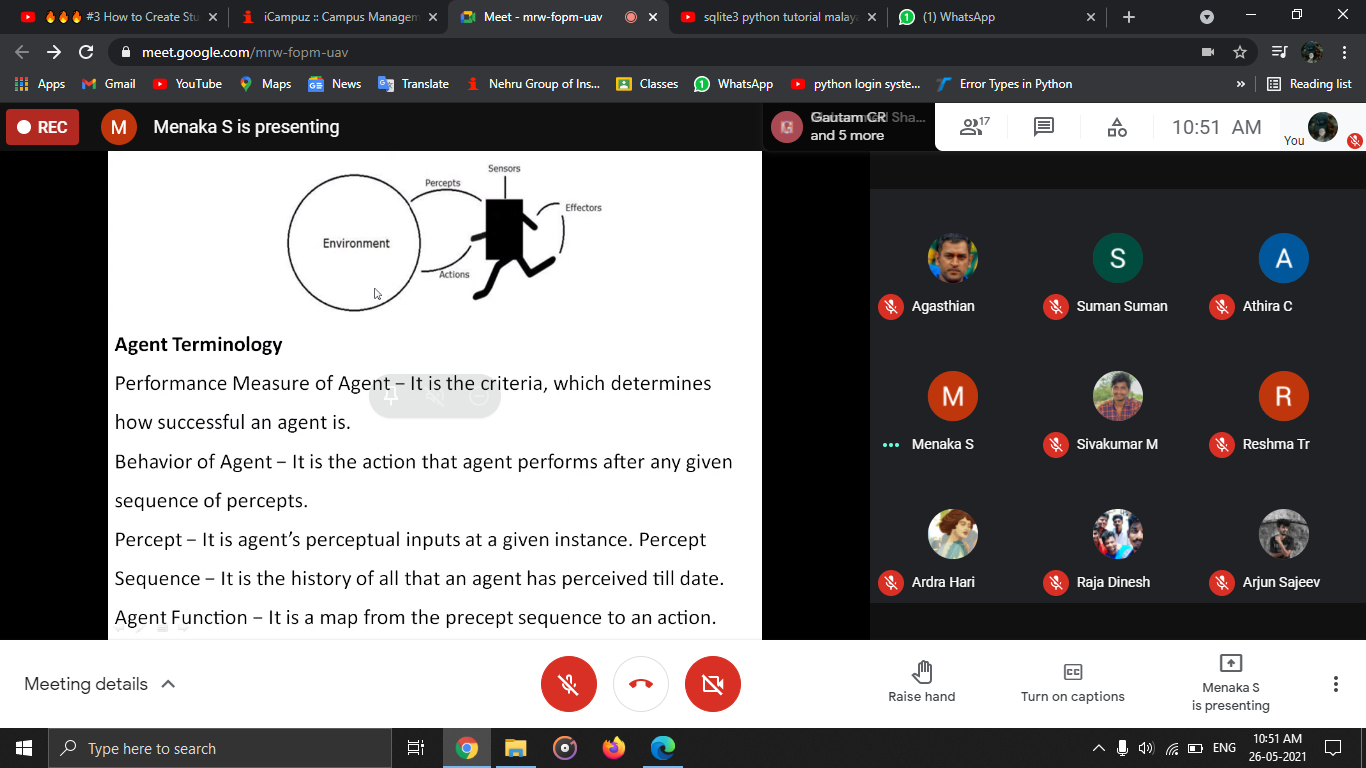 🔥🔥🔥 #3 How to Create Stu
iCampuz :: Campus Managem
Meet - mrw-fopm-uav
sqlite3 python tutorial malaya
(1) WhatsApp
meet.google.com/mrw-fopm-uav
Apps
Gmail
YouTube
Maps
News
Translate
Nehru Group of Ins...
Classes
WhatsApp
python login syste...
Error Types in Python
»
Reading list
REC
M
Menaka S is presenting
Gautam GR
and 5 more
17
10:51 AM
You
Sensors
Percepts
Effectors
Environment
Actions
Agent Terminology
Performance Measure of Agent – It is the criteria, which determines
how successful an agent is.
Behavior of Agent – It is the action that agent performs after any given
sequence of percepts.
Percept – It is agent's perceptual inputs at a given instance. Percept
Sequence – It is the history of all that an agent has perceived till date.
Agent Function – It is a map from the precept sequence to an action.
Agasthian
S
Suman Suman
A
Athira C
M
Menaka S
Sivakumar M
R
Reshma Tr
Ardra Hari
Raja Dinesh
Arjun Sajeev
Meeting details
Raise hand
Turn on captions
Menaka S
is presenting
Type here to search
ENG
10:51 AM
26-05-2021